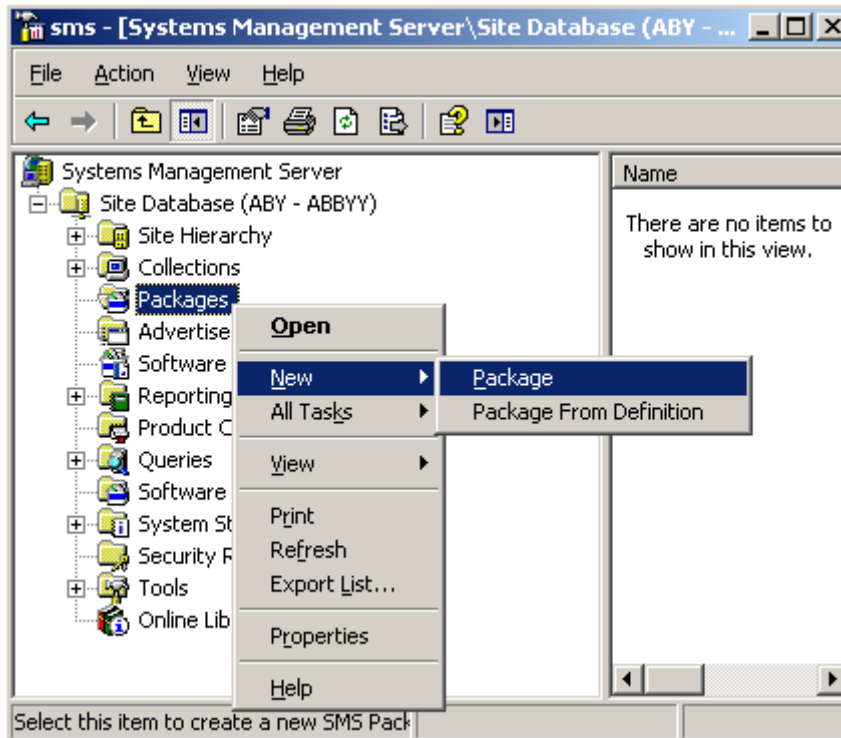 sms - [Systems Management Server\Site Database (ABY - ...
File Action View Help
Systems Management Server
Name
Site Database (ABY - ABBYY)
There are no items to
show in this view.
Site Hierarchy
Collections
Packages
Advertise
Software
Reporting
Product C
Queries
Software
System St
Security R
Tools
Online Lib
Open
New
All Tasks
View
Print
Refresh
Export List...
Properties
Help
Package
Package From Definition
Select this item to create a new SMS Pack